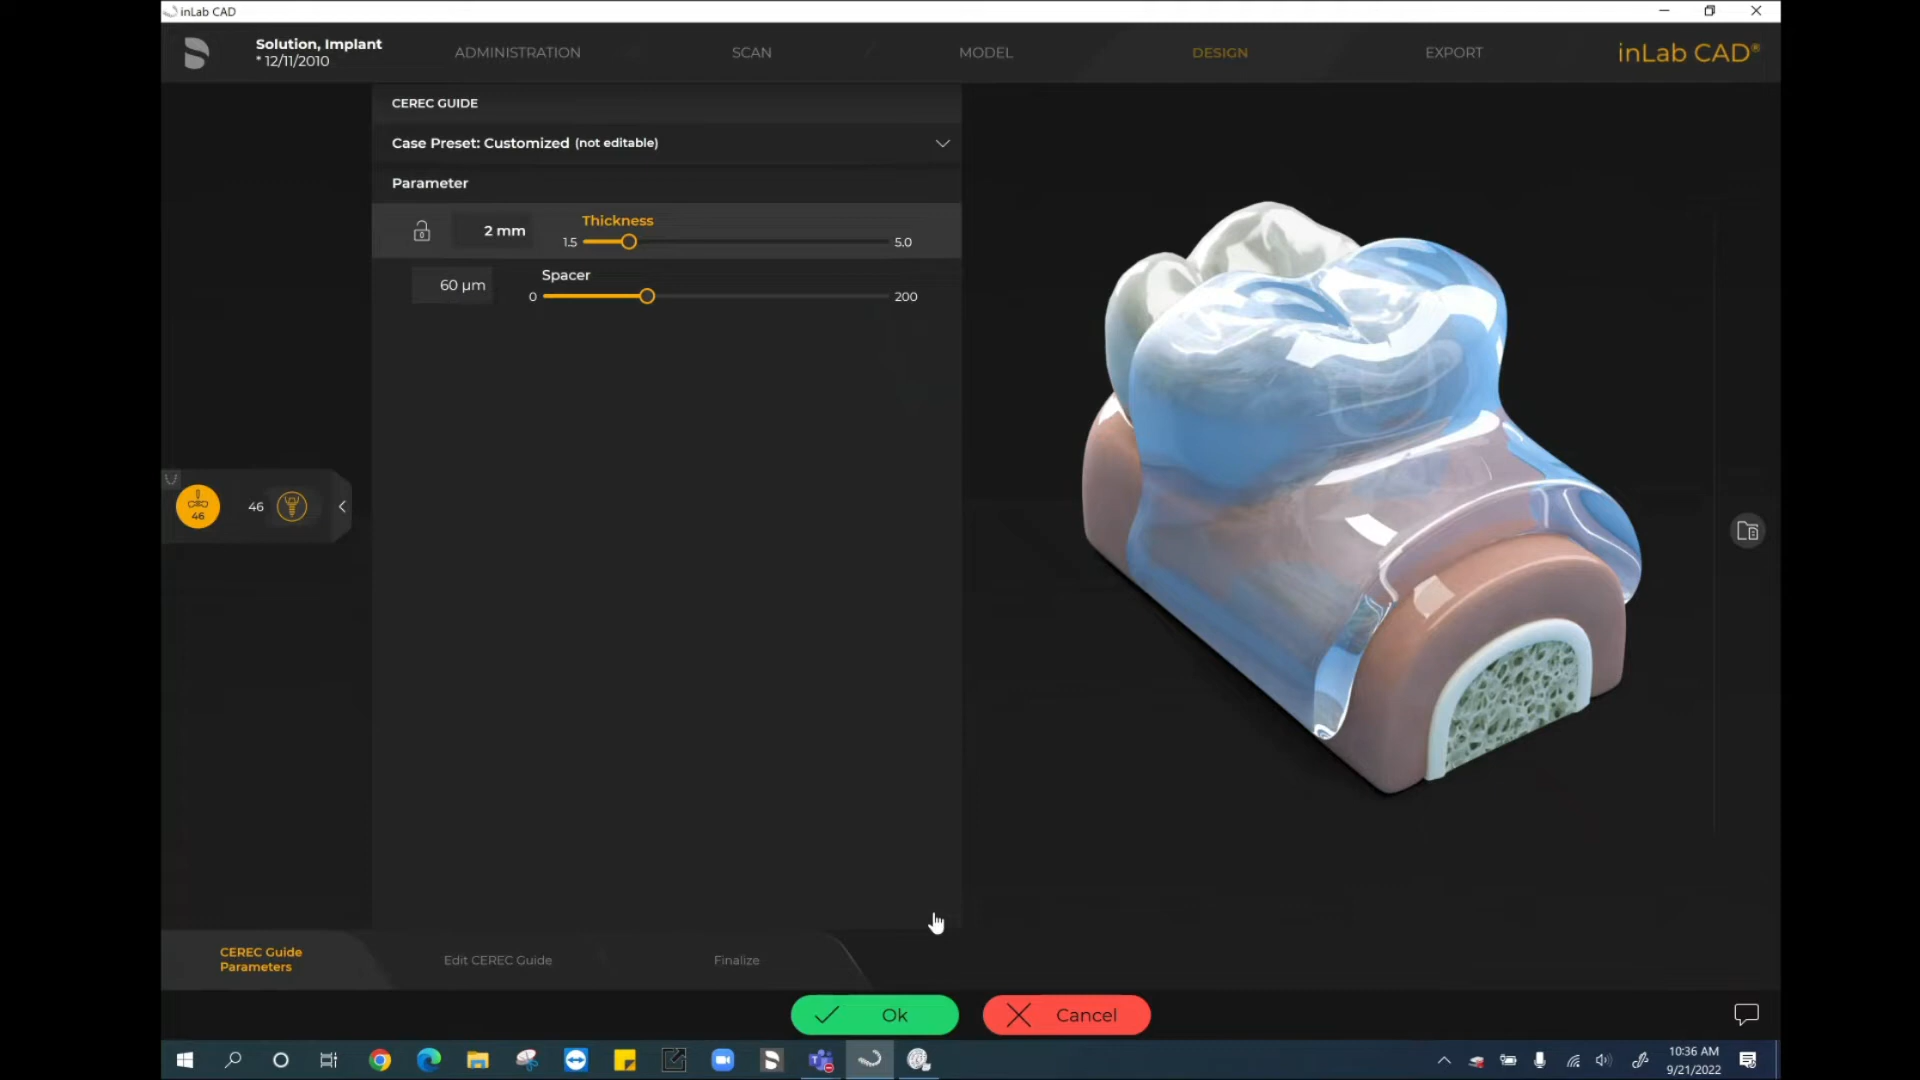 inLab CAD
Solution, Implant
* 12/11/2010
ADMINISTRATION
SCAN
MODEL
DESIGN
EXPORT
inLab CAD®
CEREC GUIDE
Case Preset: Customized (not editable)
Parameter
2 mm
Thickness
1.5
5.0
60 µm
Spacer
0
200
46
46
CEREC Guide
Parameters
Edit CEREC Guide
Finalize
Ok
Cancel
10:36 AM
9/21/2022